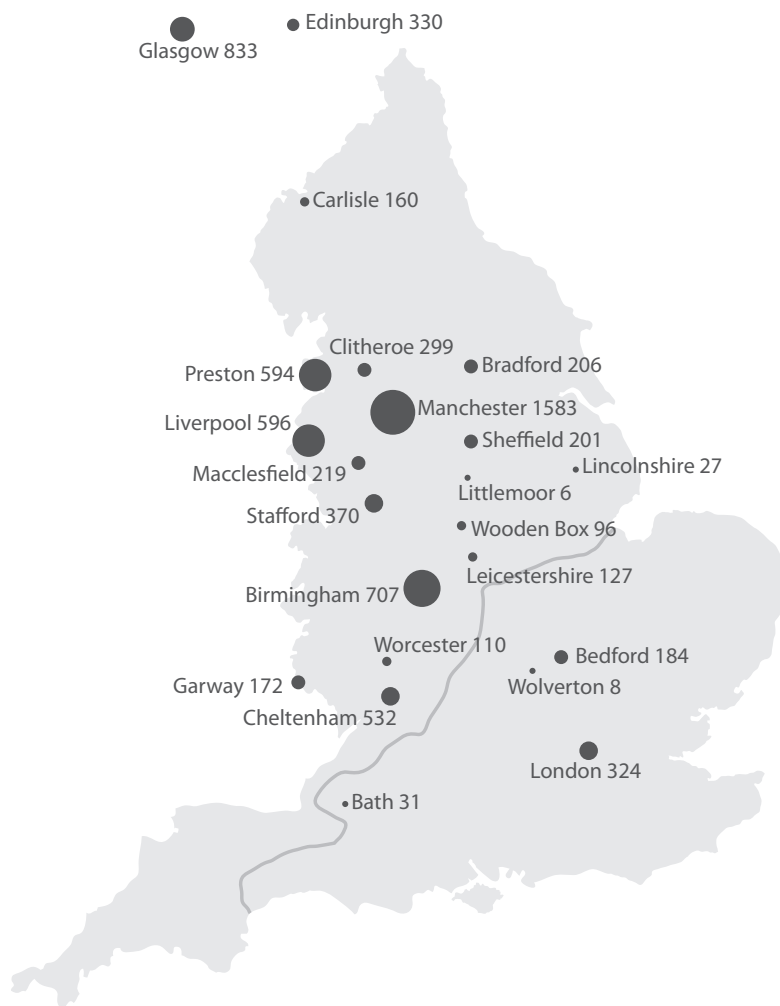 Edinburgh 330
Glasgow 833
Carlisle 160
Clitheroe 299
Bradford 206
Preston 594
Manchester 1583
Liverpool 596
Sheffield 201
Lincolnshire 27
Macclesfield 219
Littlemoor 6
Stafford 370
Wooden Box 96
Leicestershire 127
Birmingham 707
Worcester 110
Bedford 184
Garway 172
Wolverton 8
Cheltenham 532
London 324
Bath 31